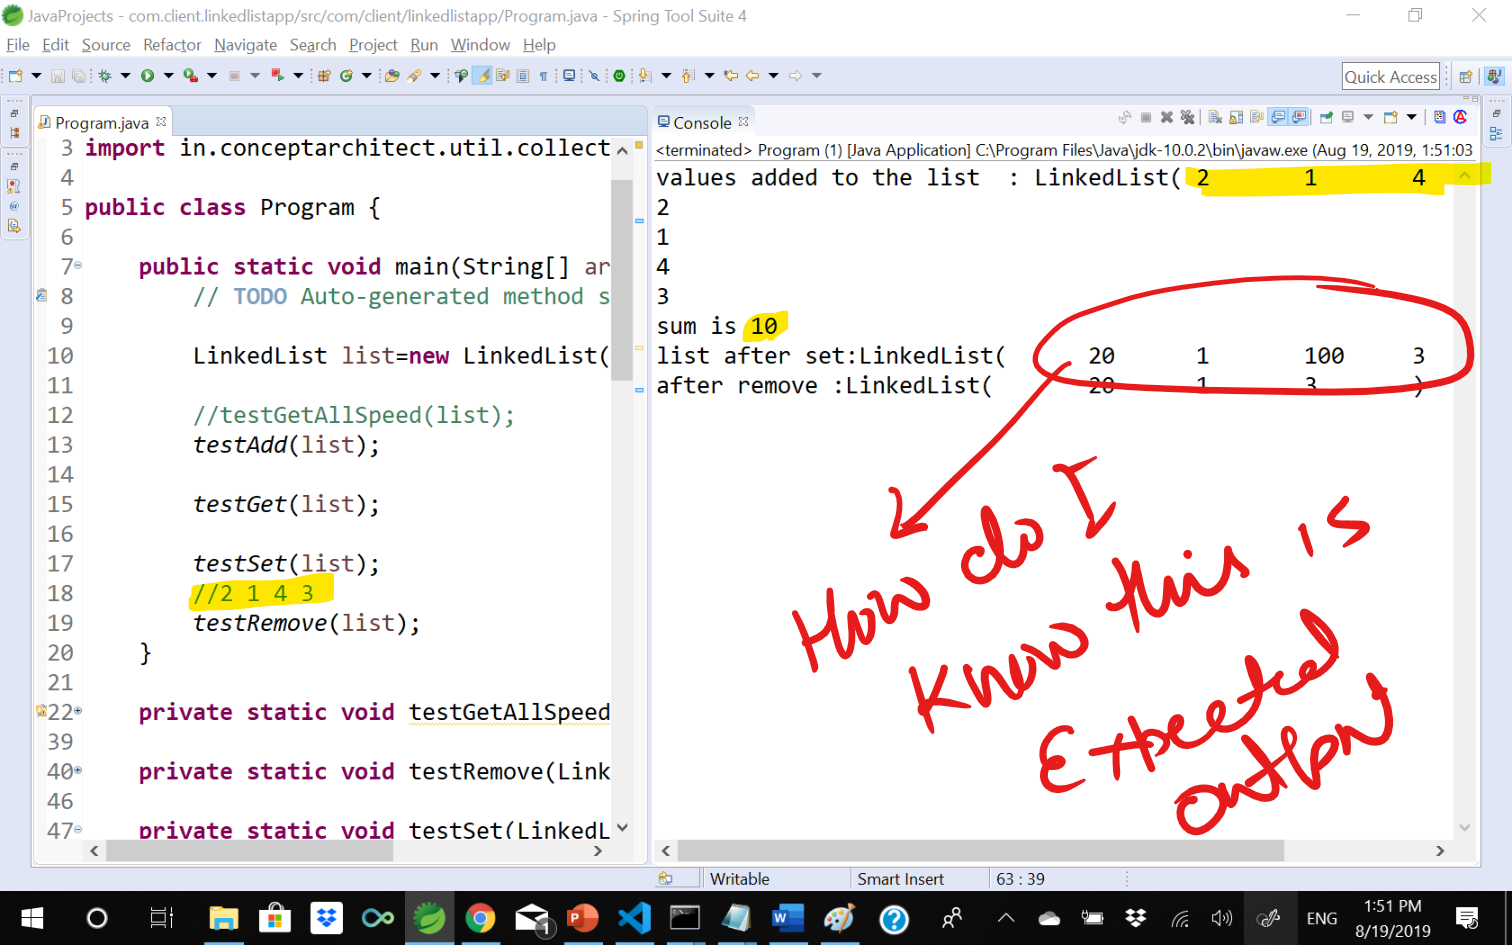 JavaProjects - com.client.linkedlistapp/src/com/client/linkedlistapp/Program.java - Spring Tool Suite 4
File Edit Source Refactor Navigate Search Project Run Window Help
Quick Access
Program.java
3 import in.conceptarchitect.util.collect
4
5 public class Program {
6
7 public static void main(String[] ar
8 // TODO Auto-generated method s
9
10 LinkedList list=new LinkedList(
11
12 //testGetAllSpeed(list);
13 testAdd(list);
14
15 testGet(list);
16
17 testSet(list);
18 //2 1 4 3
19 testRemove(list);
20 }
21
22 private static void testGetAllSpeed
39
40 private static void testRemove(Link
46
47 private static void testSet(LinkedL
Console
<terminated> Program (1) [Java Application] C:\Program Files\Java\jdk-10.0.2\bin\javaw.exe (Aug 19, 2019, 1:51:03
values added to the list : LinkedList( 2 1 4
2
1
4
3
sum is 10
list after set:LinkedList( 20 1 100 3
after remove :LinkedList( 20 1 3 )
How do I
Know this is
Expected
output
Writable Smart Insert 63 : 39
1
ENG
1:51 PM
8/19/2019